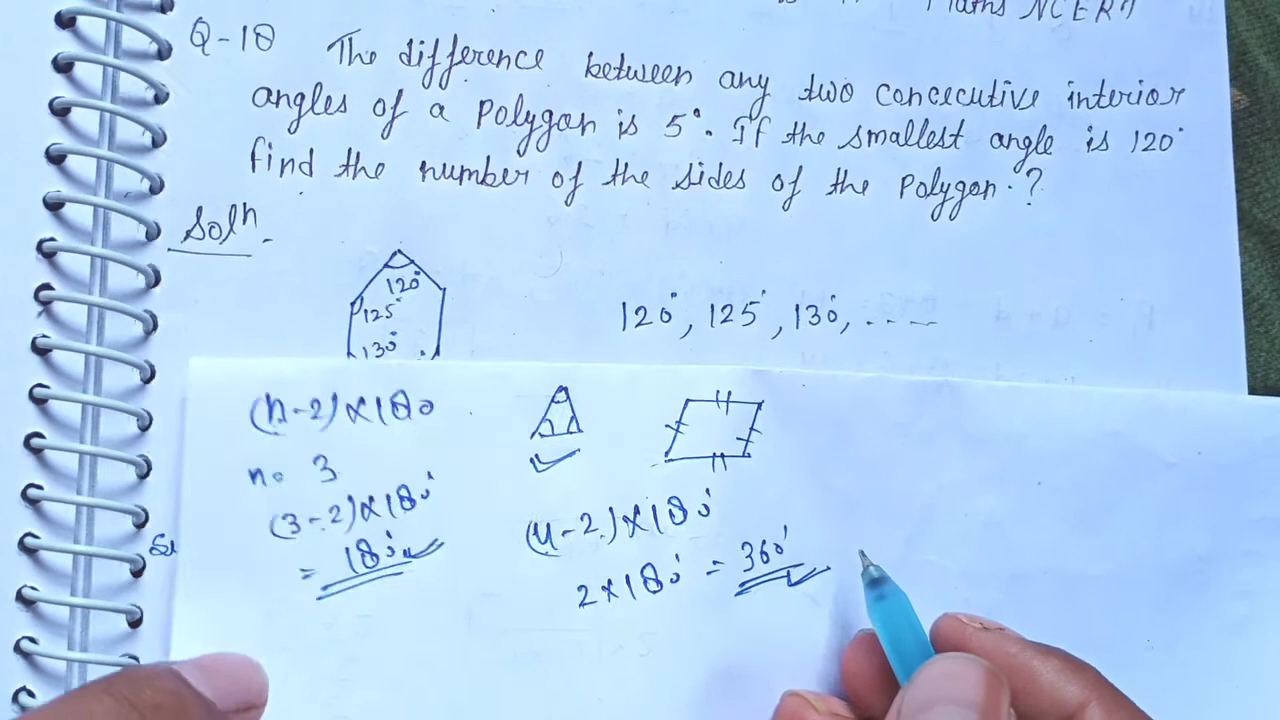 Maths NCERT
Q-18 The difference between any two concecutive interior
angles of a polygon is 5°. If the smallest angle is 120°
find the number of the sides of the polygon.?
Solⁿ.
120°
125°
130°
120°, 125°, 130°, .....
(n-2)×180
n= 3
(3-2)×180°
= 180°
(4-2)×180°
2×180° = 360°